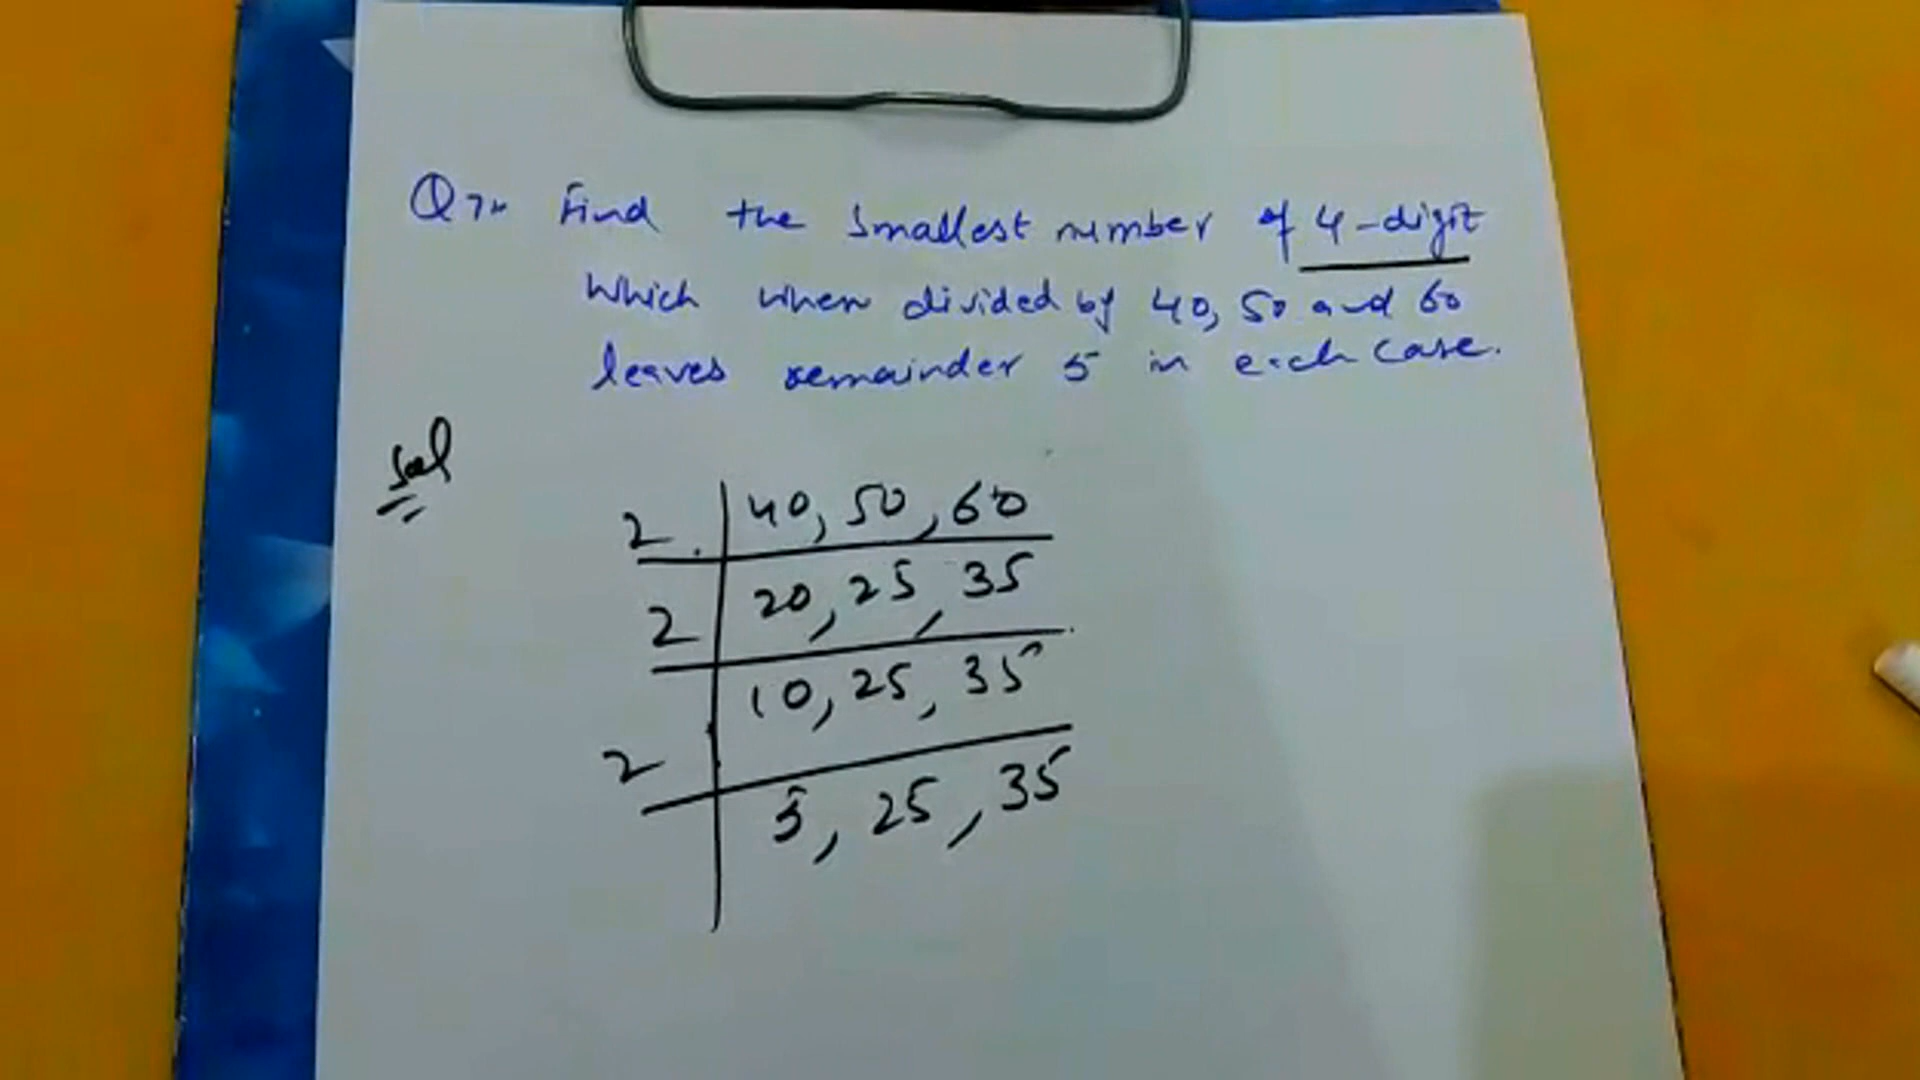 Q7" Find the smallest number of 4-digit
which when divided by 40, 50 and 60
leaves remainder 5 in each case.
Sol
2 40, 50, 60
2 20, 25, 35
2 10, 25, 35
5, 25, 35